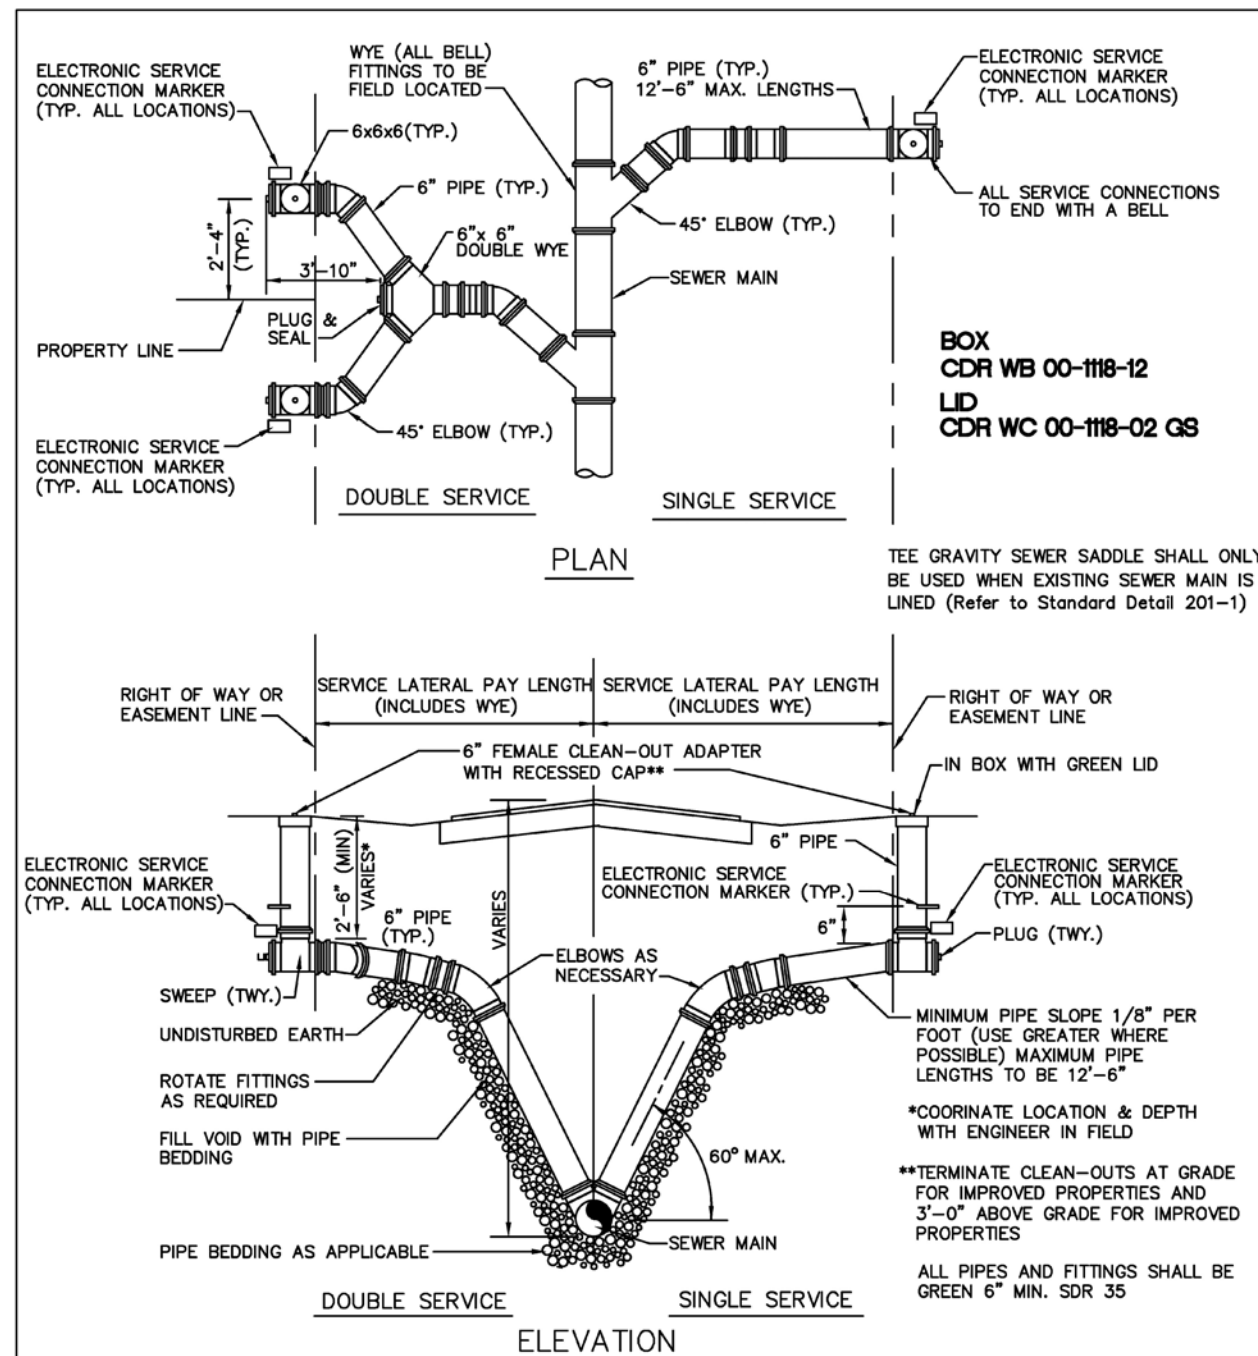 ELECTRONIC SERVICE
CONNECTION MARKER
(TYP. ALL LOCATIONS)
WYE (ALL BELL)
FITTINGS TO BE
FIELD LOCATED
6" PIPE (TYP.)
12'-6" MAX. LENGTHS
ELECTRONIC SERVICE
CONNECTION MARKER
(TYP. ALL LOCATIONS)
6x6x6(TYP.)
6" PIPE (TYP.)
ALL SERVICE CONNECTIONS
TO END WITH A BELL
45° ELBOW (TYP.)
2'-4"
(TYP.)
6"x 6"
DOUBLE WYE
3'-10"
SEWER MAIN
PLUG &
SEAL
PROPERTY LINE
BOX
CDR WB 00-1118-12
LID
CDR WC 00-1118-02 GS
45° ELBOW (TYP.)
ELECTRONIC SERVICE
CONNECTION MARKER
(TYP. ALL LOCATIONS)
DOUBLE SERVICE
SINGLE SERVICE
PLAN
TEE GRAVITY SEWER SADDLE SHALL ONLY
BE USED WHEN EXISTING SEWER MAIN IS
LINED (Refer to Standard Detail 201-1)
RIGHT OF WAY OR
EASEMENT LINE
SERVICE LATERAL PAY LENGTH
(INCLUDES WYE)
SERVICE LATERAL PAY LENGTH
(INCLUDES WYE)
RIGHT OF WAY OR
EASEMENT LINE
6" FEMALE CLEAN-OUT ADAPTER
WITH RECESSED CAP**
IN BOX WITH GREEN LID
2'-6" (MIN)
VARIES*
6" PIPE
ELECTRONIC SERVICE
CONNECTION MARKER
(TYP. ALL LOCATIONS)
ELECTRONIC SERVICE
CONNECTION MARKER (TYP.)
ELECTRONIC SERVICE
CONNECTION MARKER
(TYP. ALL LOCATIONS)
6" PIPE
(TYP.)
VARIES
6"
PLUG (TWY.)
ELBOWS AS
NECESSARY
SWEEP (TWY.)
UNDISTURBED EARTH
MINIMUM PIPE SLOPE 1/8" PER
FOOT (USE GREATER WHERE
POSSIBLE) MAXIMUM PIPE
LENGTHS TO BE 12'-6"
ROTATE FITTINGS
AS REQUIRED
*COORINATE LOCATION & DEPTH
WITH ENGINEER IN FIELD
FILL VOID WITH PIPE
BEDDING
60° MAX.
**TERMINATE CLEAN-OUTS AT GRADE
FOR IMPROVED PROPERTIES AND
3'-0" ABOVE GRADE FOR IMPROVED
PROPERTIES
PIPE BEDDING AS APPLICABLE
SEWER MAIN
ALL PIPES AND FITTINGS SHALL BE
GREEN 6" MIN. SDR 35
DOUBLE SERVICE
SINGLE SERVICE
ELEVATION